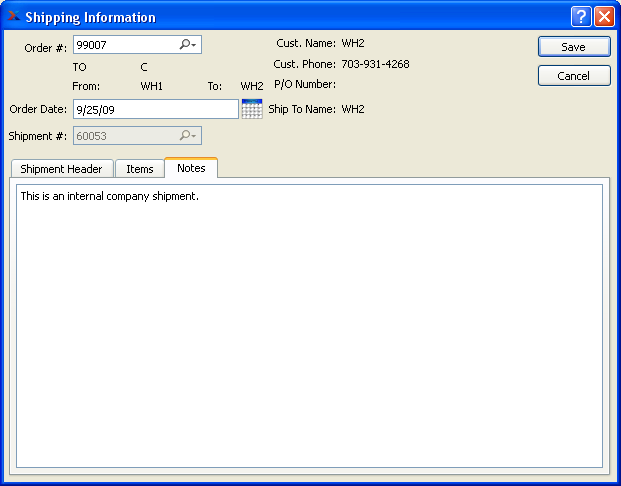 Shipping Information
Order #: 99007
TO C
From: WH1 To: WH2
Order Date: 9/25/09
Shipment #: 60053
Cust. Name: WH2
Cust. Phone: 703-931-4268
P/O Number:
Ship To Name: WH2
Save
Cancel
Shipment Header Items Notes
This is an internal company shipment.